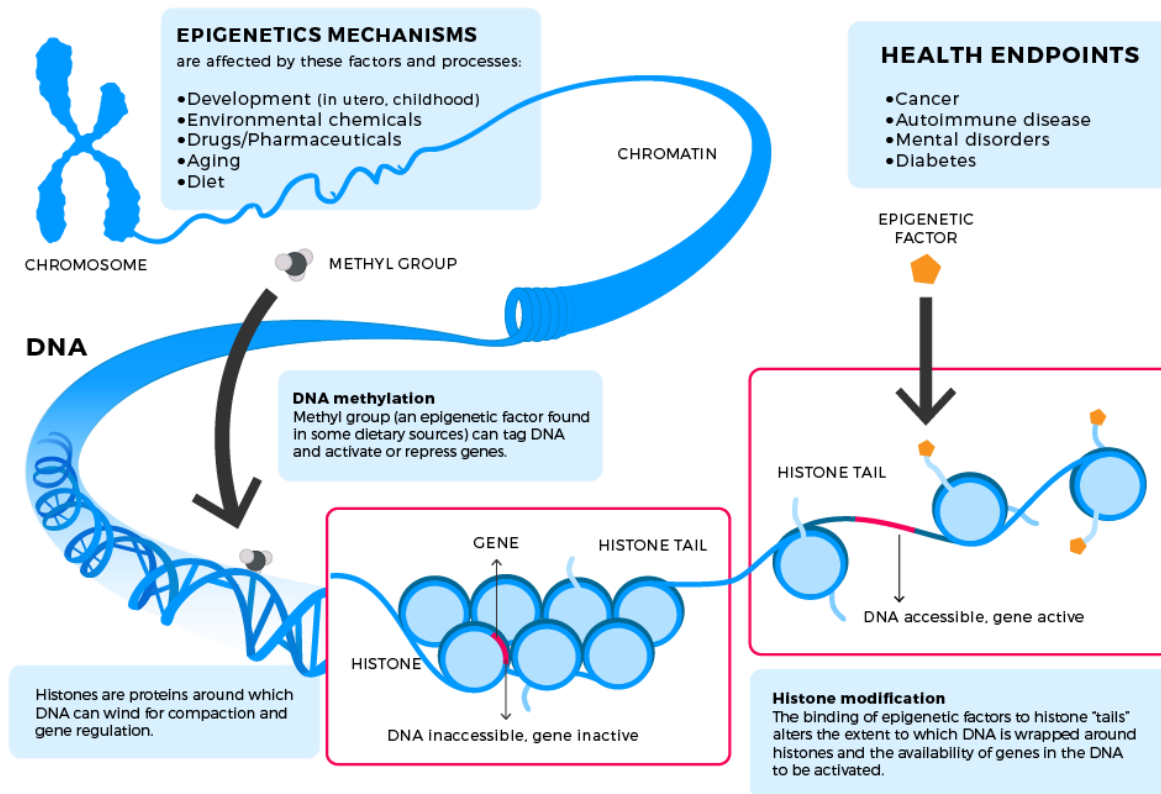 EPIGENETICS MECHANISMS
are affected by these factors and processes:
●Development (in utero, childhood)
●Environmental chemicals
●Drugs/Pharmaceuticals
●Aging
●Diet
HEALTH ENDPOINTS
●Cancer
●Autoimmune disease
●Mental disorders
●Diabetes
CHROMATIN
EPIGENETIC
FACTOR
CHROMOSOME
METHYL GROUP
DNA
DNA methylation
Methyl group (an epigenetic factor found
in some dietary sources) can tag DNA
and activate or repress genes.
HISTONE TAIL
GENE
HISTONE TAIL
DNA accessible, gene active
HISTONE
DNA inaccessible, gene inactive
Histones are proteins around which
DNA can wind for compaction and
gene regulation.
Histone modification
The binding of epigenetic factors to histone “tails”
alters the extent to which DNA is wrapped around
histones and the availability of genes in the DNA
to be activated.